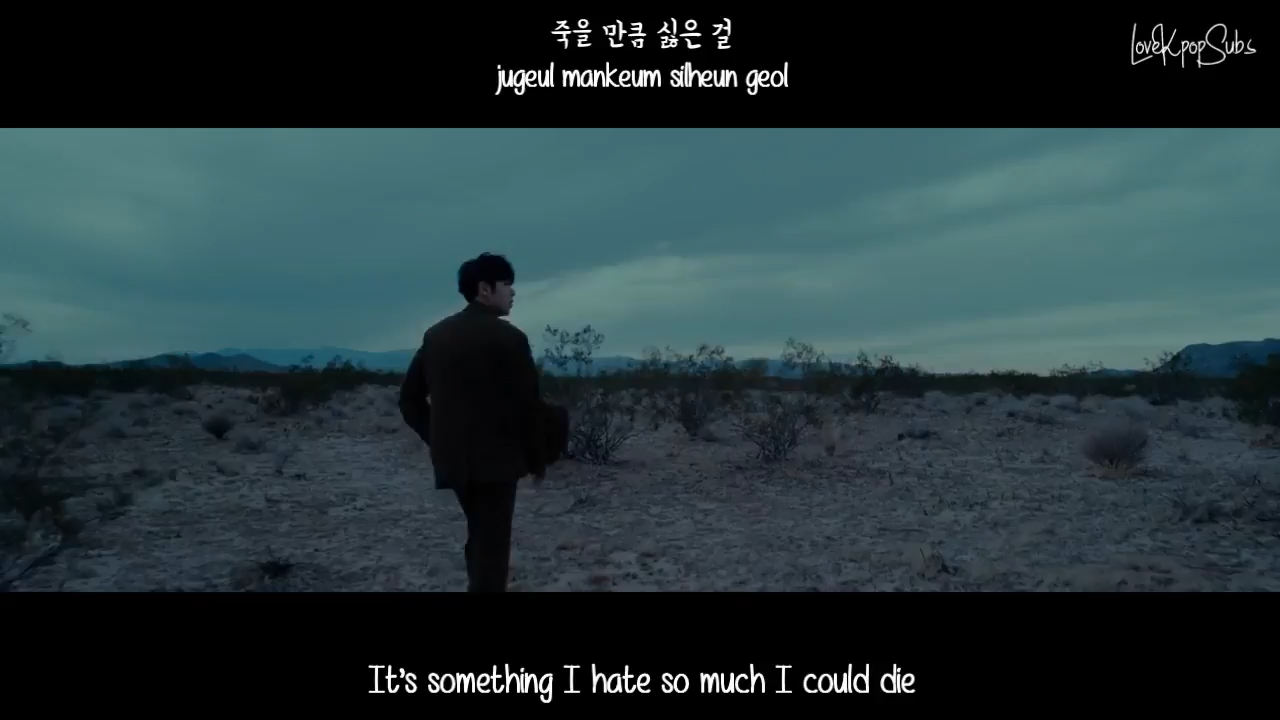 죽을 만큼 싫은 걸
jugeul mankeum silheun geol
LoveKpopSubs
It's something I hate so much I could die